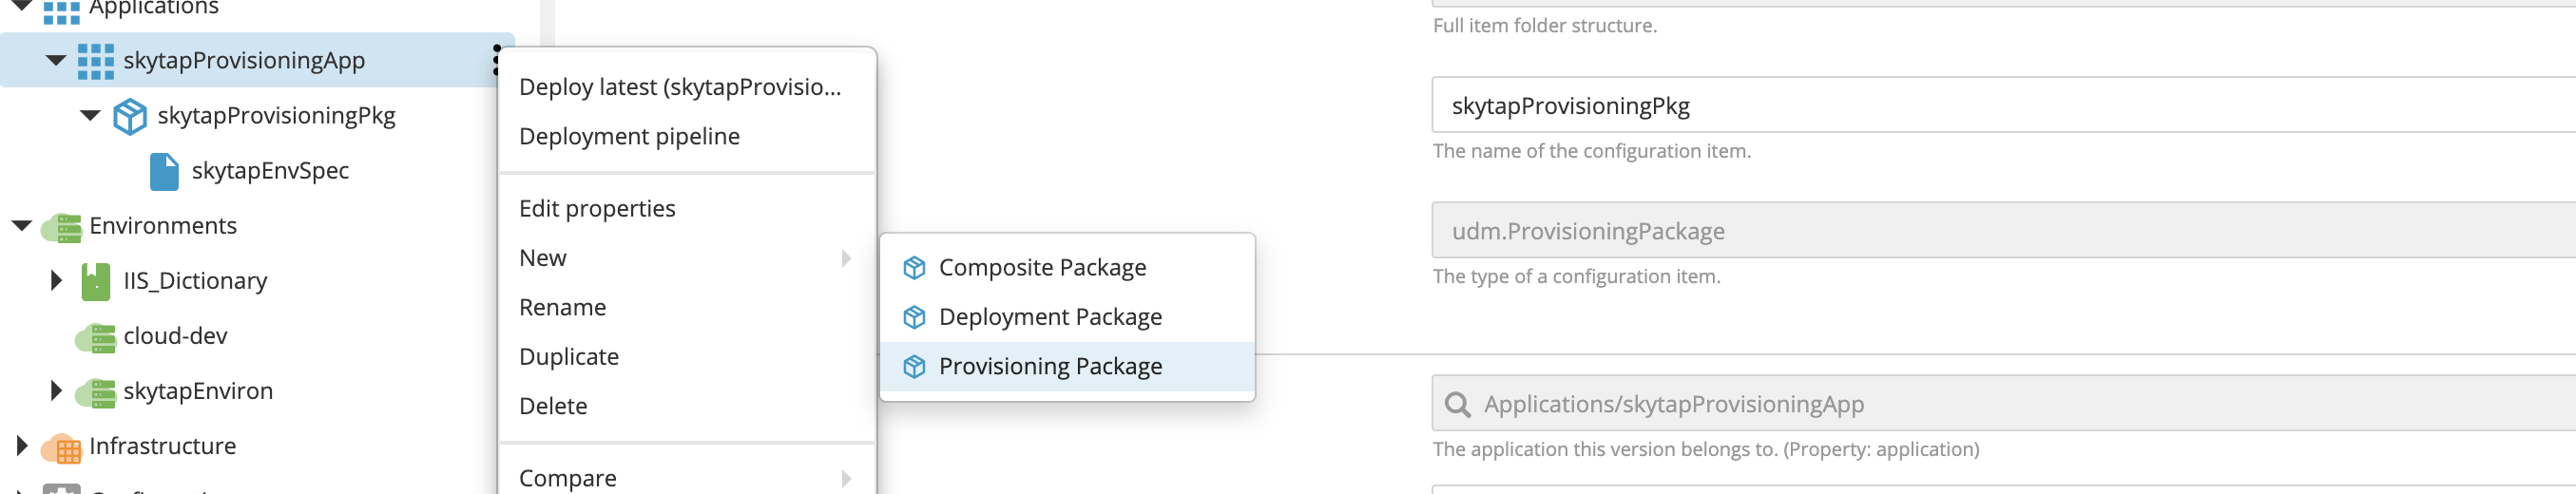 Applications
skytapProvisioningApp
skytapProvisioningPkg
skytapEnvSpec
Environments
IIS_Dictionary
cloud-dev
skytapEnviron
Infrastructure
Deploy latest (skytapProvisio...
Deployment pipeline
Edit properties
New
Rename
Duplicate
Delete
Compare
Composite Package
Deployment Package
Provisioning Package
Full item folder structure.
skytapProvisioningPkg
The name of the configuration item.
udm.ProvisioningPackage
The type of a configuration item.
Applications/skytapProvisioningApp
The application this version belongs to. (Property: application)